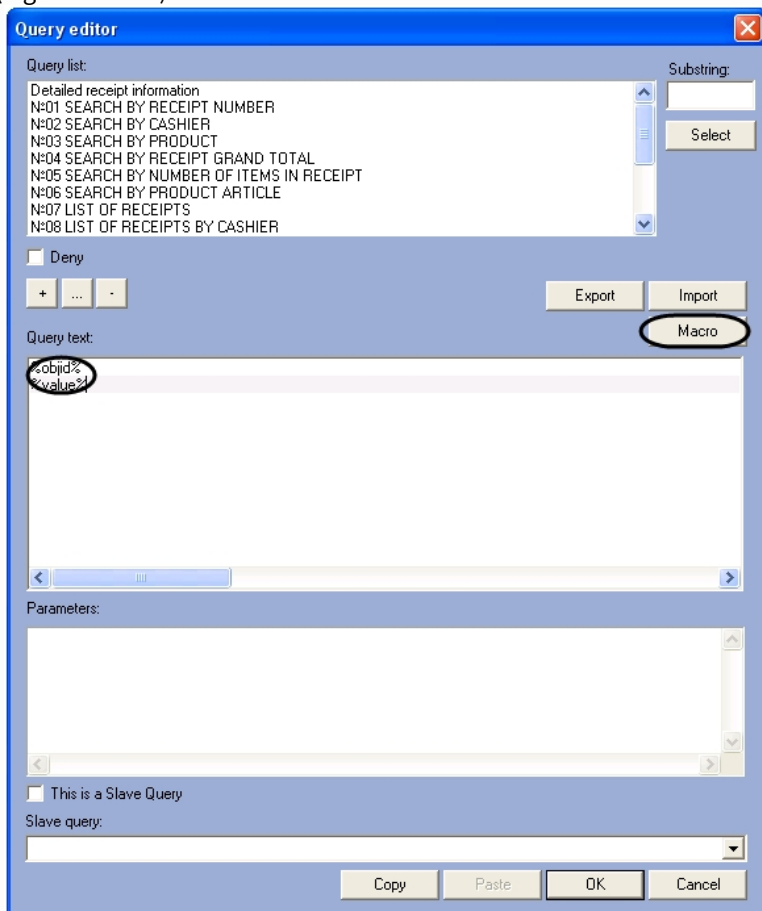 Query editor
Query list:
Substring:
Detailed receipt information
№01 SEARCH BY RECEIPT NUMBER
№02 SEARCH BY CASHIER
№03 SEARCH BY PRODUCT
Select
№04 SEARCH BY RECEIPT GRAND TOTAL
№05 SEARCH BY NUMBER OF ITEMS IN RECEIPT
№06 SEARCH BY PRODUCT ARTICLE
№07 LIST OF RECEIPTS
№08 LIST OF RECEIPTS BY CASHIER
Deny
+ ... -
Export Import
Macro
Query text:
%objid%
%value%
Parameters:
This is a Slave Query
Slave query:
Copy Paste OK Cancel